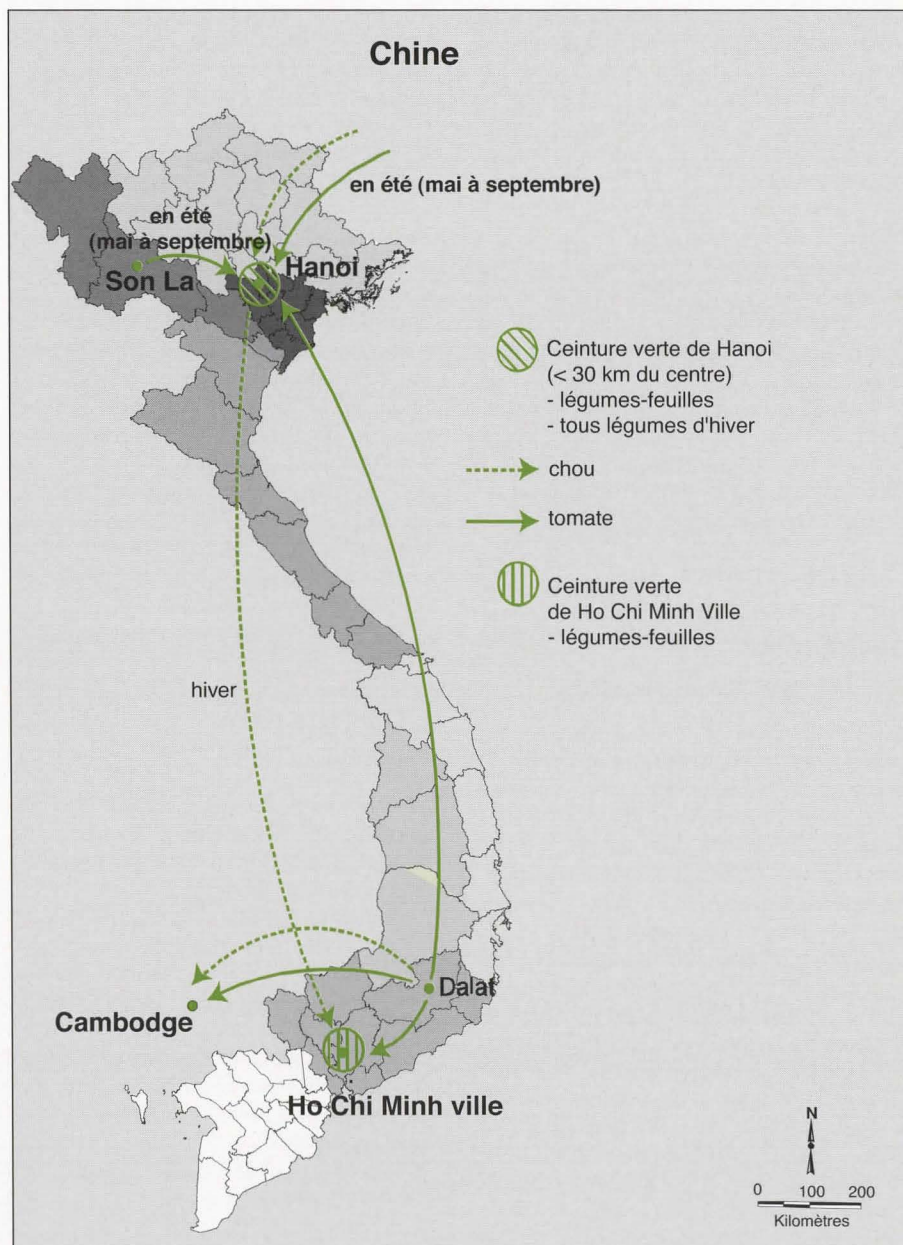 Chine
en été (mai à septembre)
en été
(mai à septembre)
Son La
Hanoi
Ceinture verte de Hanoi
(< 30 km du centre)
- légumes-feuilles
- tous légumes d'hiver
chou
tomate
Ceinture verte
de Ho Chi Minh Ville
- légumes-feuilles
hiver
Dalat
Cambodge
Ho Chi Minh ville
N
0 100 200
Kilomètres